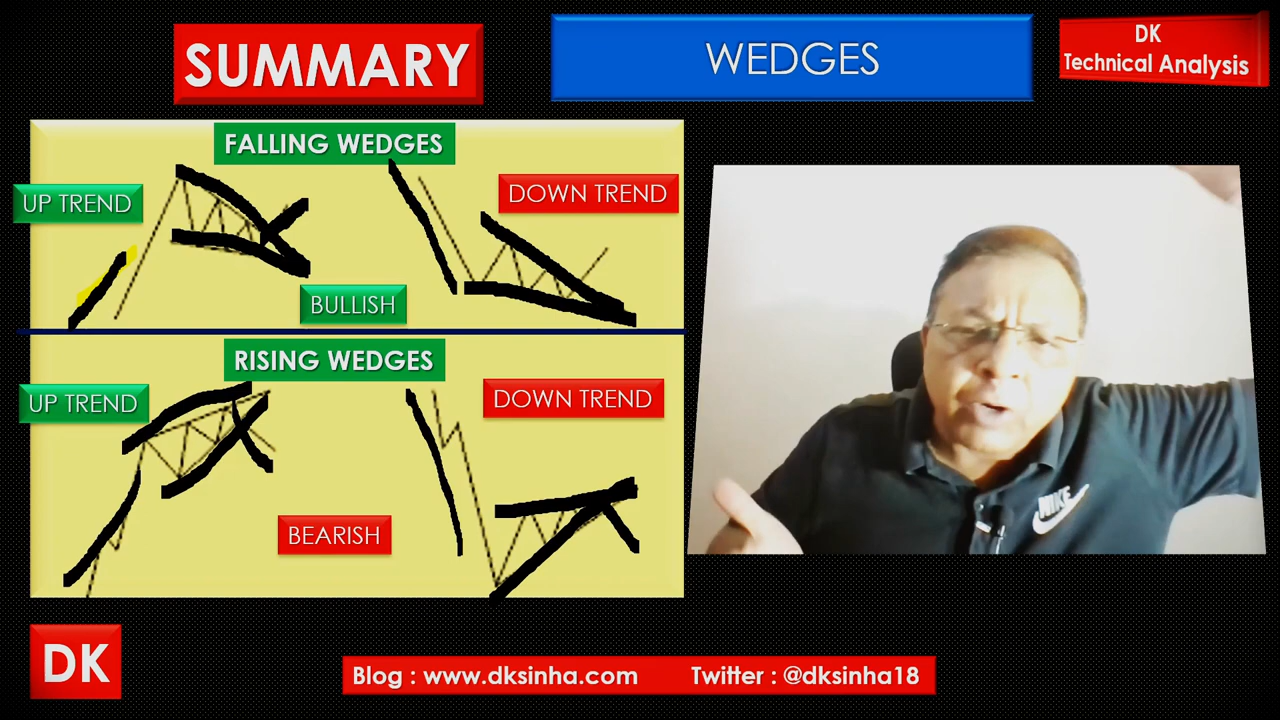 SUMMARY
WEDGES
DK
Technical Analysis
FALLING WEDGES
UP TREND
DOWN TREND
BULLISH
RISING WEDGES
UP TREND
DOWN TREND
BEARISH
NIKE
DK
Blog : www.dksinha.com Twitter : @dksinha18